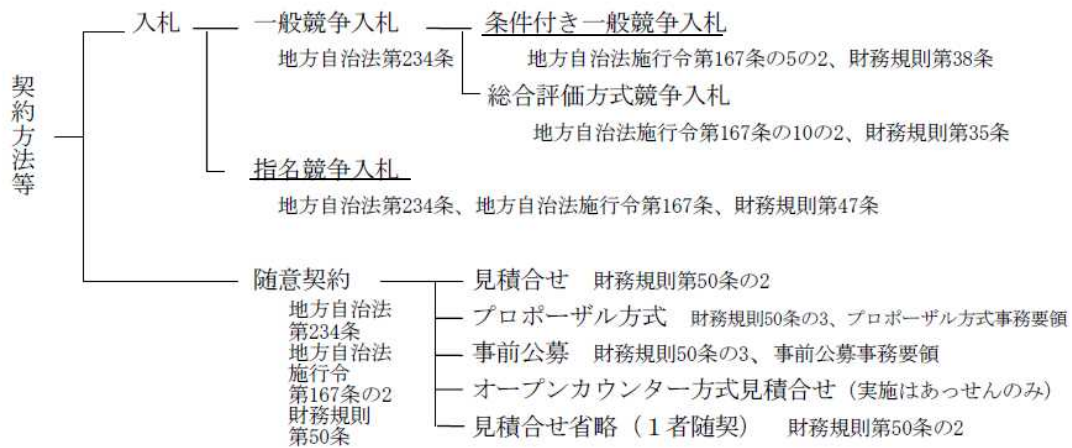 契約方法等
入札
一般競争入札
地方自治法第234条
条件付き一般競争入札
地方自治法施行令第167条の5の2、財務規則第38条
総合評価方式競争入札
地方自治法施行令第167条の10の2、財務規則第35条
指名競争入札
地方自治法第234条、地方自治法施行令第167条、財務規則第47条
随意契約
地方自治法
第234条
地方自治法
施行令
第167条の2
財務規則
第50条
見積合せ 財務規則第50条の2
プロポーザル方式 財務規則50条の3、プロポーザル方式事務要領
事前公募 財務規則50条の3、事前公募事務要領
オープンカウンター方式見積合せ(実施はあっせんのみ)
見積合せ省略(1者随契) 財務規則第50条の2